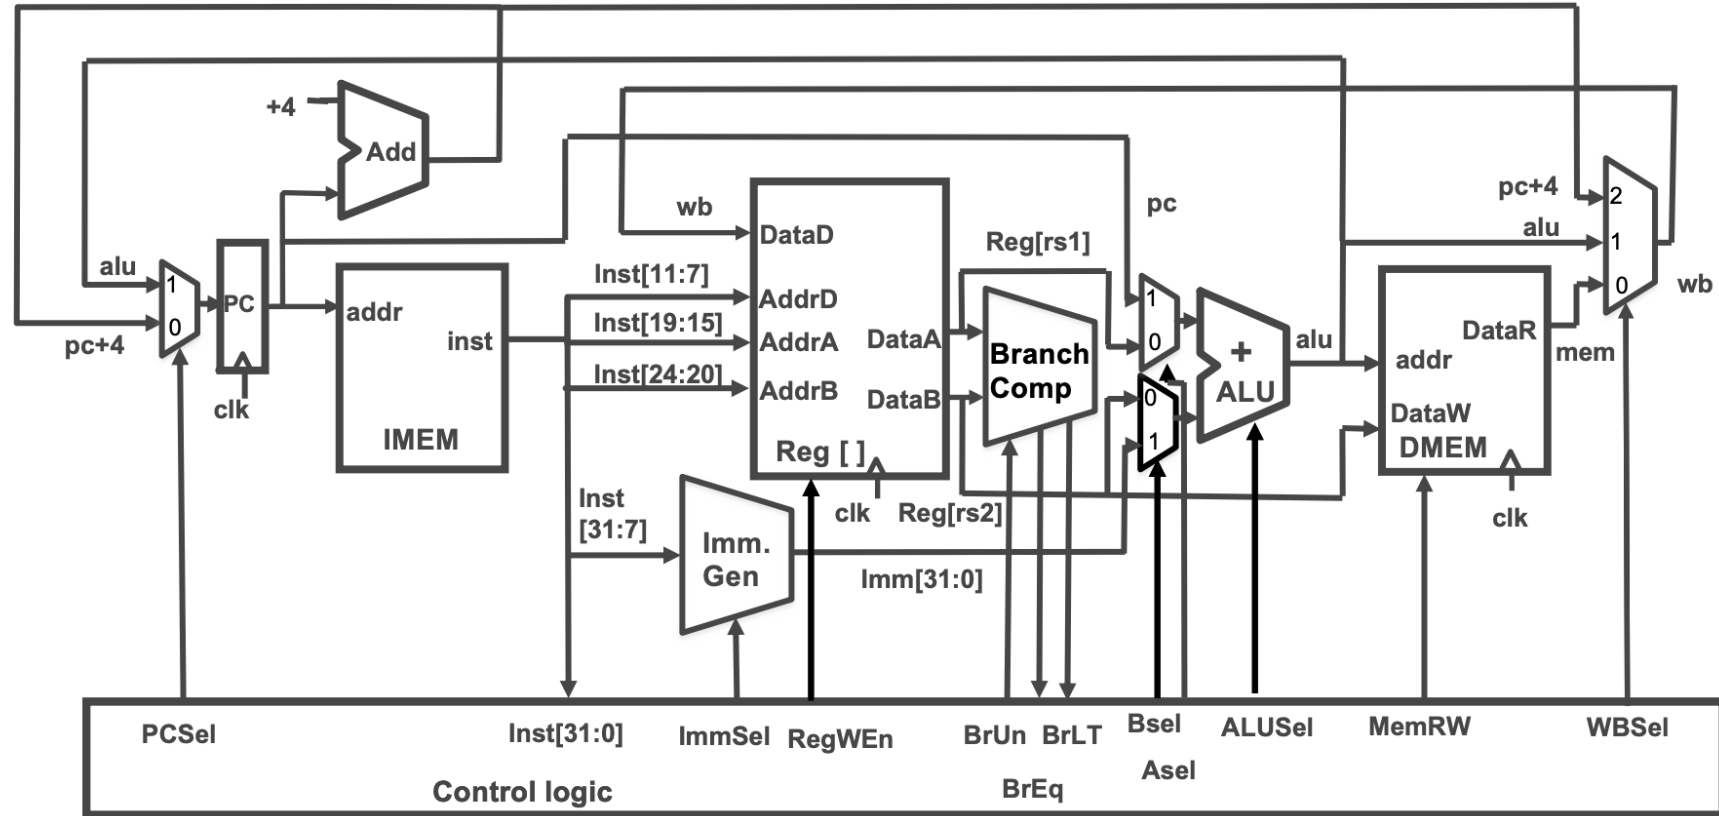 +4
Add
pc
pc+4
2
wb
DataD
Reg[rs1]
alu
1
alu
1
PC
0
pc+4
clk
addr
inst
IMEM
Inst[11:7]
AddrD
Inst[19:15]
AddrA
Inst[24:20]
AddrB
DataA
DataB
Reg [ ]
clk
Reg[rs2]
Branch
Comp
1
0
0
1
+
ALU
alu
addr
DataR
DataW
DMEM
clk
mem
0
wb
Inst
[31:7]
Imm.
Gen
Imm[31:0]
PCSel
Inst[31:0]
ImmSel
RegWEn
BrUn
BrLT
BrEq
Bsel
Asel
ALUSel
MemRW
WBSel
Control logic